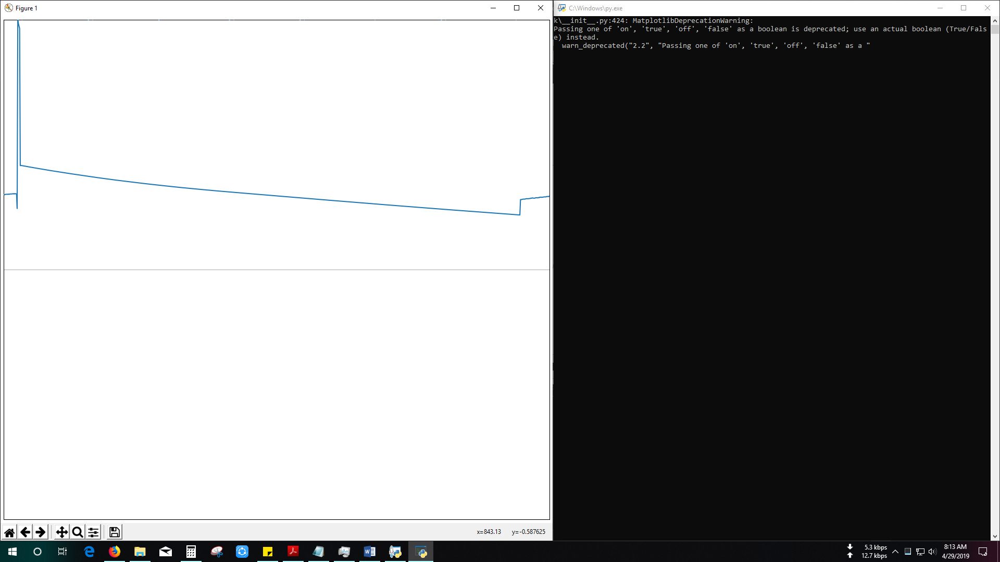 Figure 1
C:\Windows\py.exe
k\__init__.py:424: MatplotlibDeprecationWarning:
Passing one of 'on', 'true', 'off', 'false' as a boolean is deprecated; use an actual boolean (True/Fals
e) instead.
  warn_deprecated("2.2", "Passing one of 'on', 'true', 'off', 'false' as a "
x=843.13 y=-0.587625
5.3 kbps
12.7 kbps
8:13 AM
4/29/2019